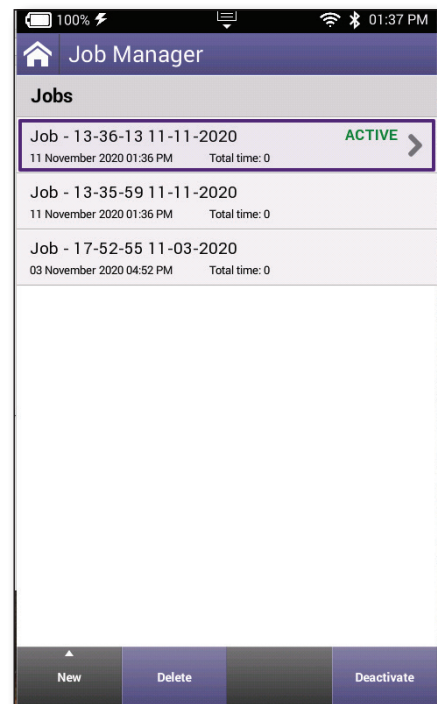 100% 01:37 PM
Job Manager
Jobs
Job - 13-36-13 11-11-2020 ACTIVE
11 November 2020 01:36 PM Total time: 0
Job - 13-35-59 11-11-2020
11 November 2020 01:36 PM Total time: 0
Job - 17-52-55 11-03-2020
03 November 2020 04:52 PM Total time: 0
New Delete Deactivate